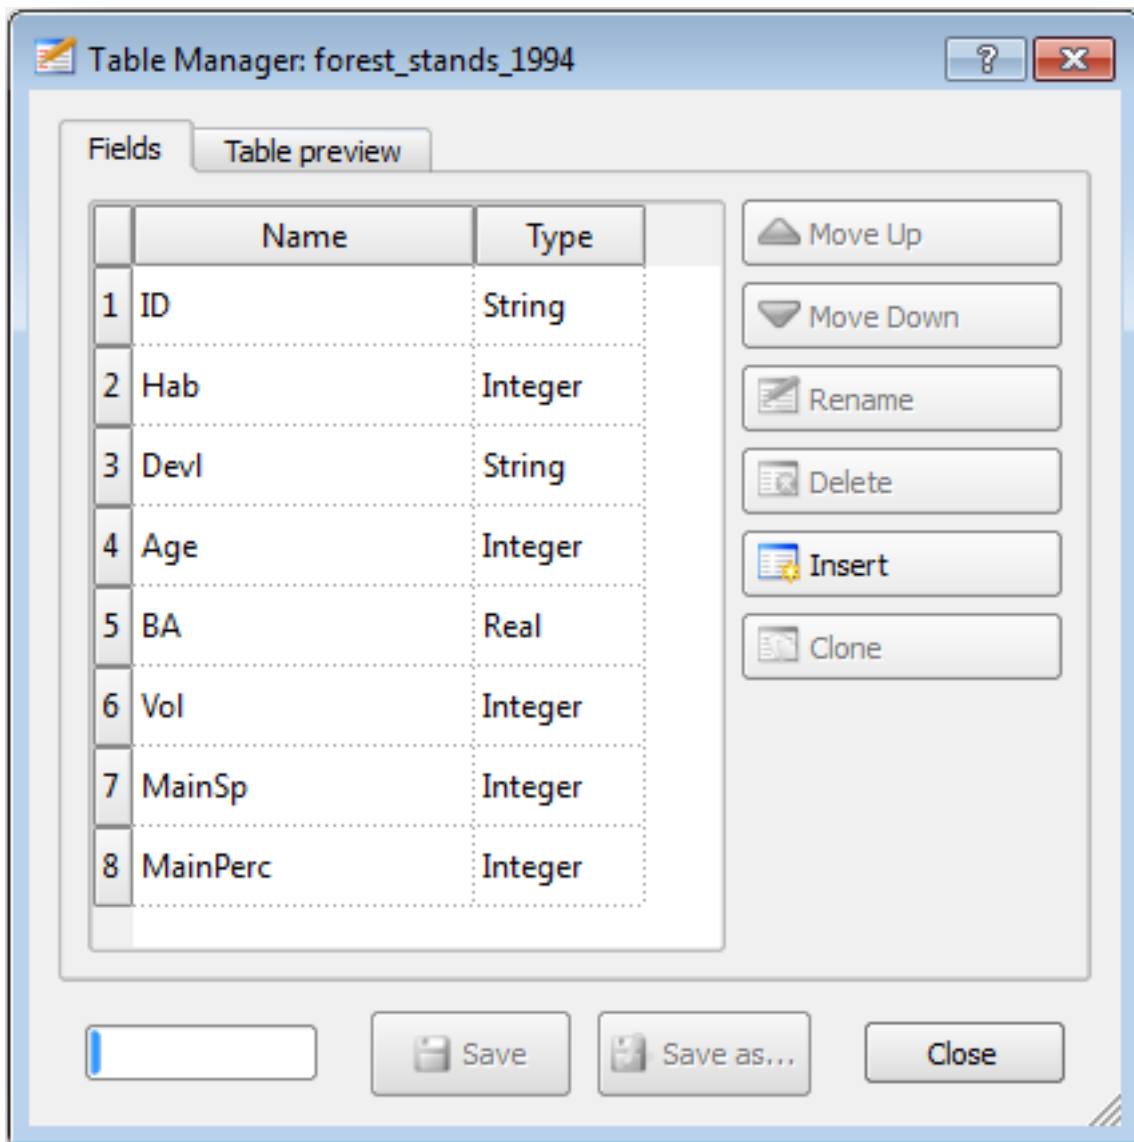 Table Manager: forest_stands_1994
Fields Table preview
Name Type
1 ID String
2 Hab Integer
3 Devl String
4 Age Integer
5 BA Real
6 Vol Integer
7 MainSp Integer
8 MainPerc Integer
Move Up
Move Down
Rename
Delete
Insert
Clone
Save Save as... Close